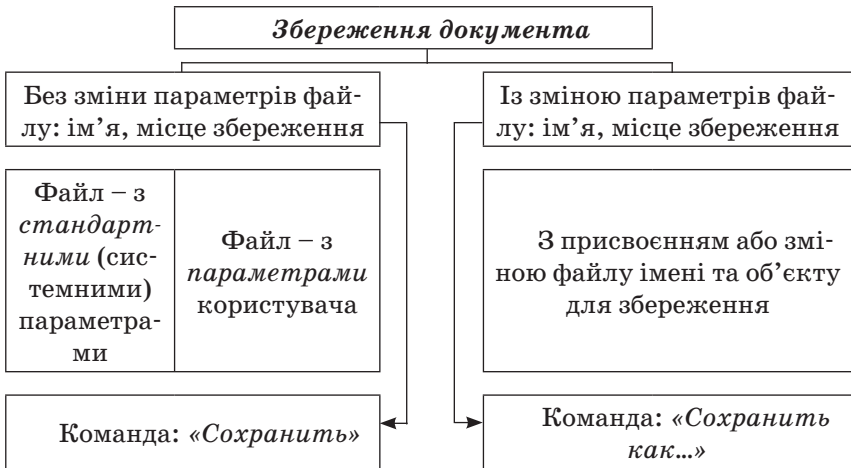 Збереження документа
Без зміни параметрів фай-
лу: ім’я, місце збереження
Із зміною параметрів фай-
лу: ім’я, місце збереження
Файл – з
стандарт-
ними (сис-
темними)
параметра-
ми
Файл – з
параметрами
користувача
З присвоєнням або змі-
ною файлу імені та об’єкту
для збереження
Команда: «Сохранить»
Команда: «Сохранить
как...»